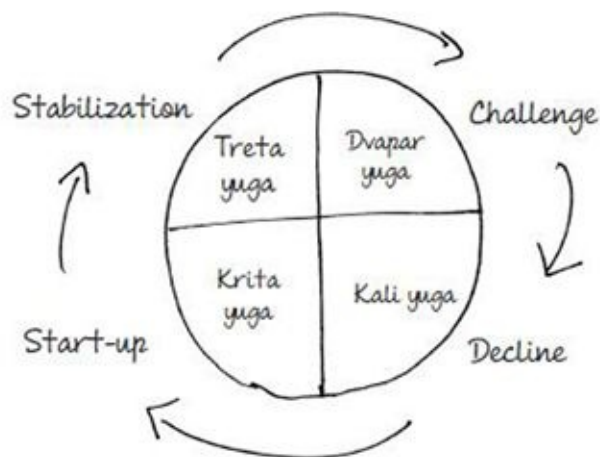 Stabilization
Challenge
Treta
yuga
Dvapar
yuga
Krita
yuga
Kali yuga
Start-up
Decline